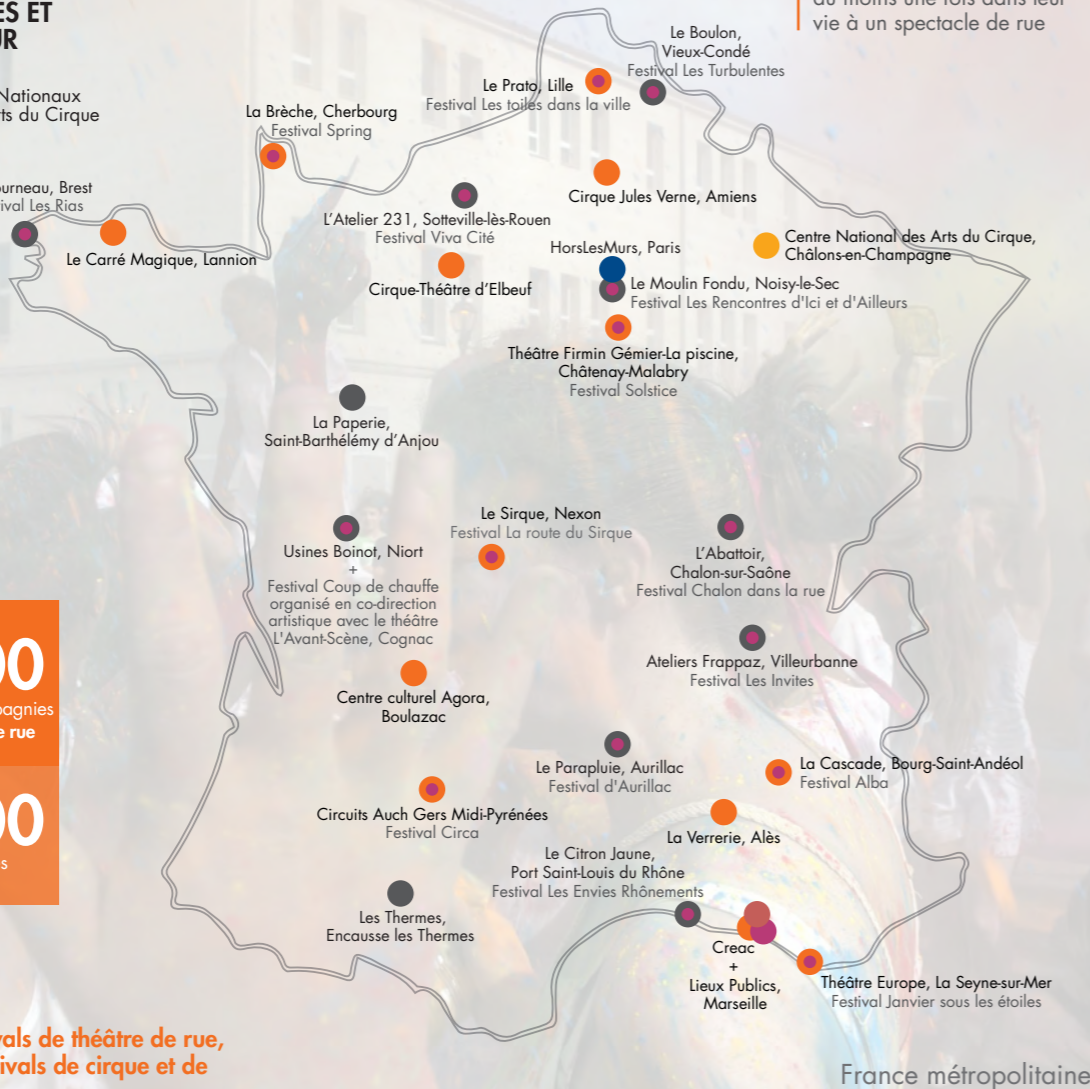 ES ET
UR
Nationaux
rts du Cirque
du moins une fois dans leur
vie à un spectacle de rue
Le Boulon,
Vieux-Condé
Festival Les Turbulentes
Le Prato, Lille
Festival Les toiles dans la ville
La Brèche, Cherbourg
Festival Spring
Cirque Jules Verne, Amiens
ourneau, Brest
ival Les Rias
L'Atelier 231, Sotteville-lès-Rouen
Festival Viva Cité
Le Carré Magique, Lannion
HorsLesMurs, Paris
Centre National des Arts du Cirque,
Châlons-en-Champagne
Cirque-Théâtre d'Elbeuf
Le Moulin Fondu, Noisy-le-Sec
Festival Les Rencontres d'Ici et d'Ailleurs
Théâtre Firmin Gémier-La piscine,
Châtenay-Malabry
Festival Solstice
La Paperie,
Saint-Barthélémy d'Anjou
Le Sirque, Nexon
Festival La route du Sirque
Usines Boinot, Niort
+
Festival Coup de chauffe
organisé en co-direction
artistique avec le théâtre
L'Avant-Scène, Cognac
L'Abattoir,
Chalon-sur-Saône
Festival Chalon dans la rue
Ateliers Frappaz, Villeurbanne
Festival Les Invites
00
pagnies
e rue
Centre culturel Agora,
Boulazac
Le Parapluie, Aurillac
Festival d'Aurillac
La Cascade, Bourg-Saint-Andéol
Festival Alba
00
s
Circuits Auch Gers Midi-Pyrénées
Festival Circa
La Verrerie, Alès
Le Citron Jaune,
Port Saint-Louis du Rhône
Festival Les Envies Rhônements
Les Thermes,
Encausse les Thermes
Creac
+
Lieux Publics,
Marseille
Théâtre Europe, La Seyne-sur-Mer
Festival Janvier sous les étoiles
vals de théâtre de rue,
ivals de cirque et de
France métropolitaine